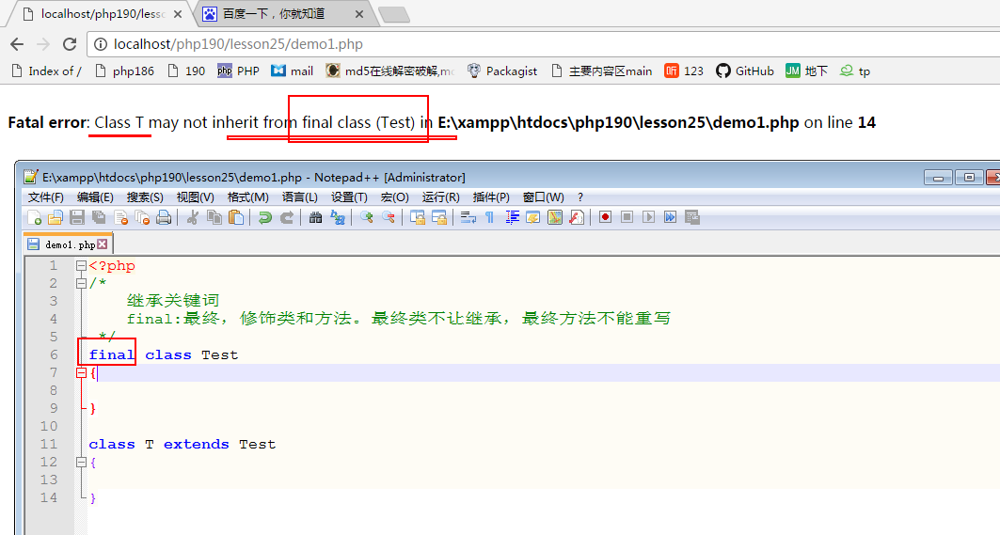 localhost/php190/less
百度一下，你就知道
localhost/php190/lesson25/demo1.php
Index of / php186 190 PHP mail md5在线解密破解,mc Packagist 主要内容区main 123 GitHub 地下 tp
Fatal error: Class T may not inherit from final class (Test) in E:\xampp\htdocs\php190\lesson25\demo1.php on line 14
E:\xampp\htdocs\php190\lesson25\demo1.php - Notepad++ [Administrator]
文件(F) 编辑(E) 搜索(S) 视图(V) 格式(M) 语言(L) 设置(T) 宏(O) 运行(R) 插件(P) 窗口(W) ?
demo1.php
1 <?php
2 /*
3 继承关键词
4 final:最终，修饰类和方法。最终类不让继承，最终方法不能重写
5 */
6 final class Test
7 {
8
9 }
10
11 class T extends Test
12 {
13
14 }